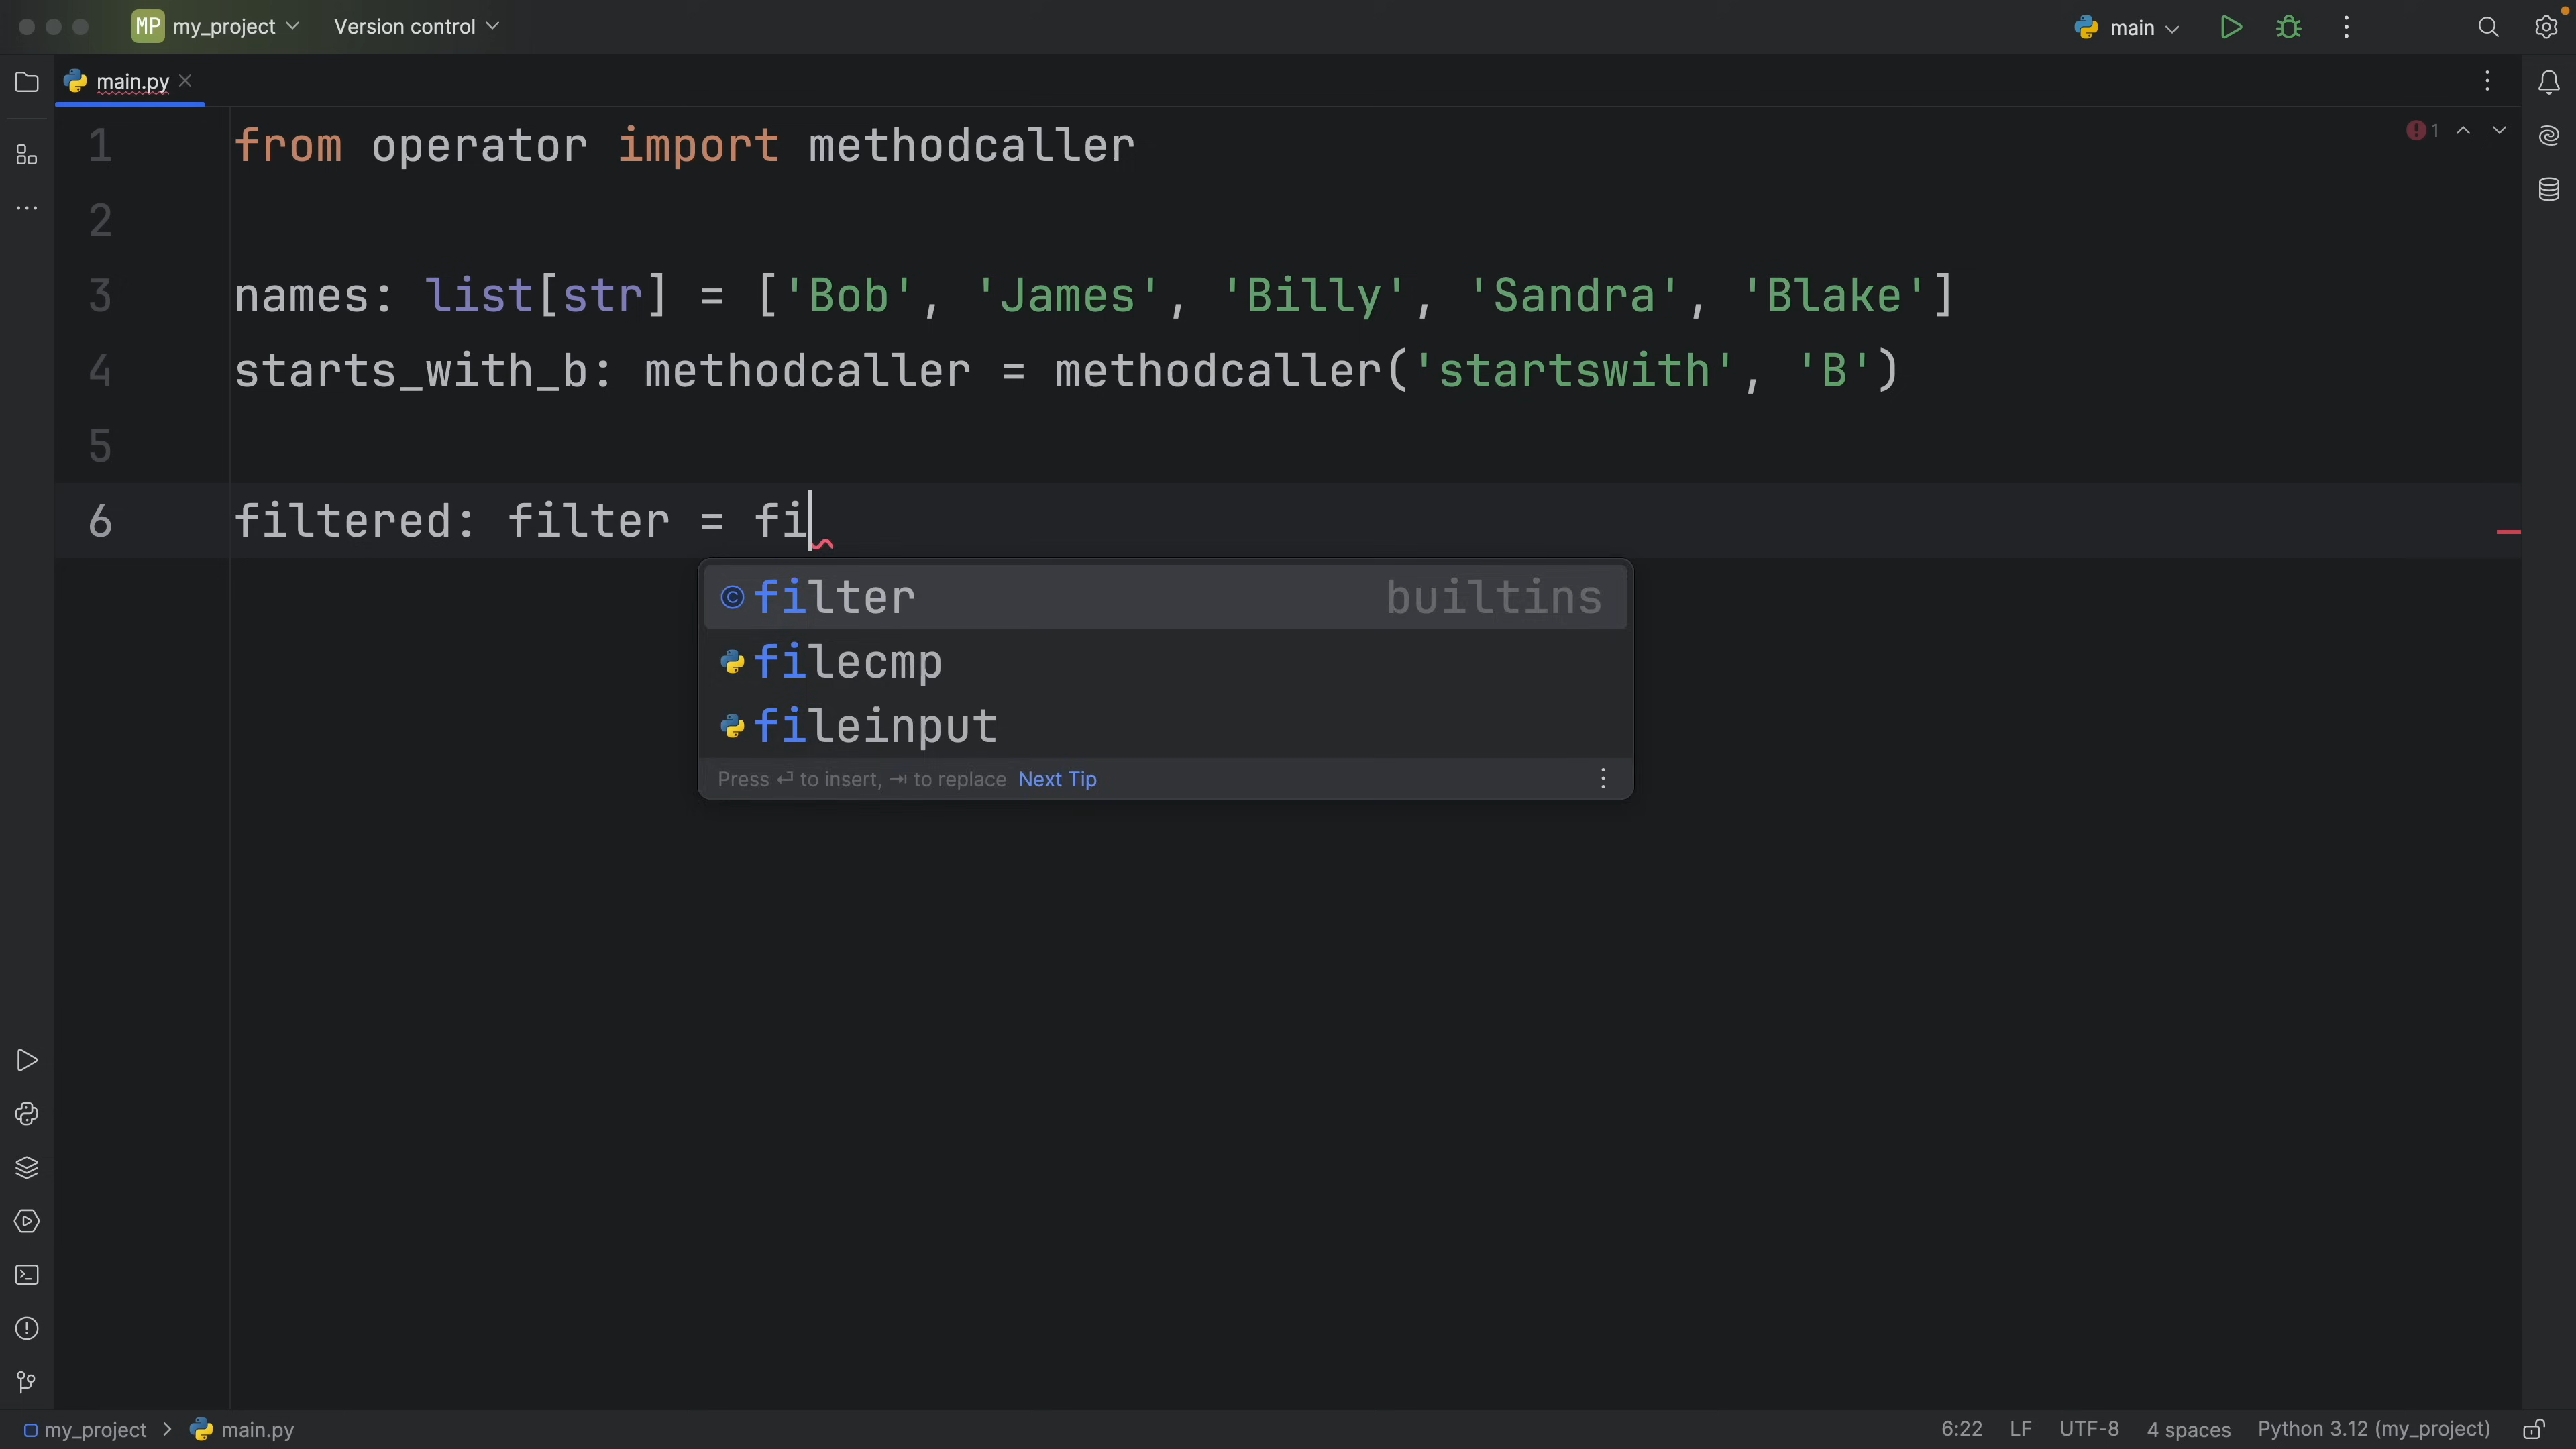 MP my_project Version control main
main.py
1 from operator import methodcaller
1
2
3 names: list[str] = ['Bob', 'James', 'Billy', 'Sandra', 'Blake']
4 starts_with_b: methodcaller = methodcaller('startswith', 'B')
5
6 filtered: filter = fi
filter builtins
filecmp
fileinput
Press ⏎ to insert, ⇥ to replace Next Tip
my_project > main.py 6:22 LF UTF-8 4 spaces Python 3.12 (my_project)